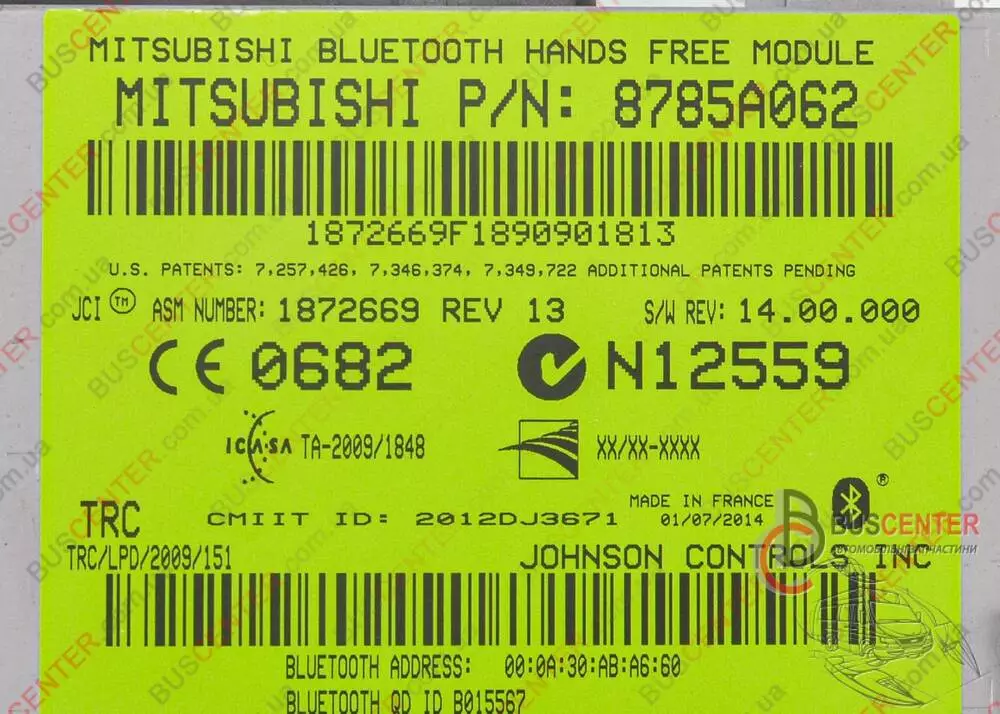 MITSUBISHI BLUETOOTH HANDS FREE MODULE
MITSUBISHI P/N: 8785A062
1872669F1890901813
U.S. PATENTS: 7,257,426, 7,346,374, 7,349,722 ADDITIONAL PATENTS PENDING
JCI TM ASM NUMBER: 1872669 REV 13 S/W REV: 14.00.000
CE 0682 N12559
ICASA TA-2009/1848 XX/XX-XXXX
MADE IN FRANCE ®
TRC CMIIT ID: 2012DJ3671 01/07/2014
BUSCENTER
АВТОМОБІЛЬНІ ЗАПЧАСТИНИ
TRC/LPD/2009/151 JOHNSON CONTROLS INC
BLUETOOTH ADDRESS: 00:0A:30:AB:A6:60
BLUETOOTH QD ID B015567